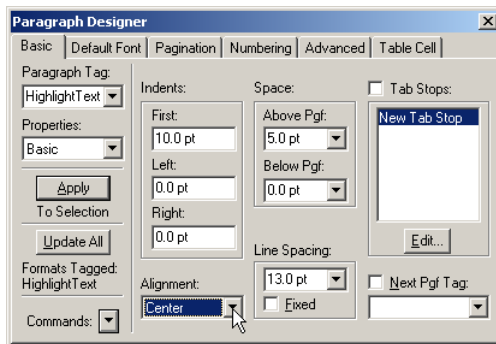 Paragraph Designer
Basic
Default Font
Pagination
Numbering
Advanced
Table Cell
Paragraph Tag:
HighlightText
Properties:
Basic
Apply
To Selection
Update All
Formats Tagged:
HighlightText
Commands:
Indents:
First:
10.0 pt
Left:
0.0 pt
Right:
0.0 pt
Alignment:
Center
Space:
Above Pgf:
5.0 pt
Below Pgf:
0.0 pt
Line Spacing:
13.0 pt
Fixed
Tab Stops:
New Tab Stop
Edit...
Next Pgf Tag: